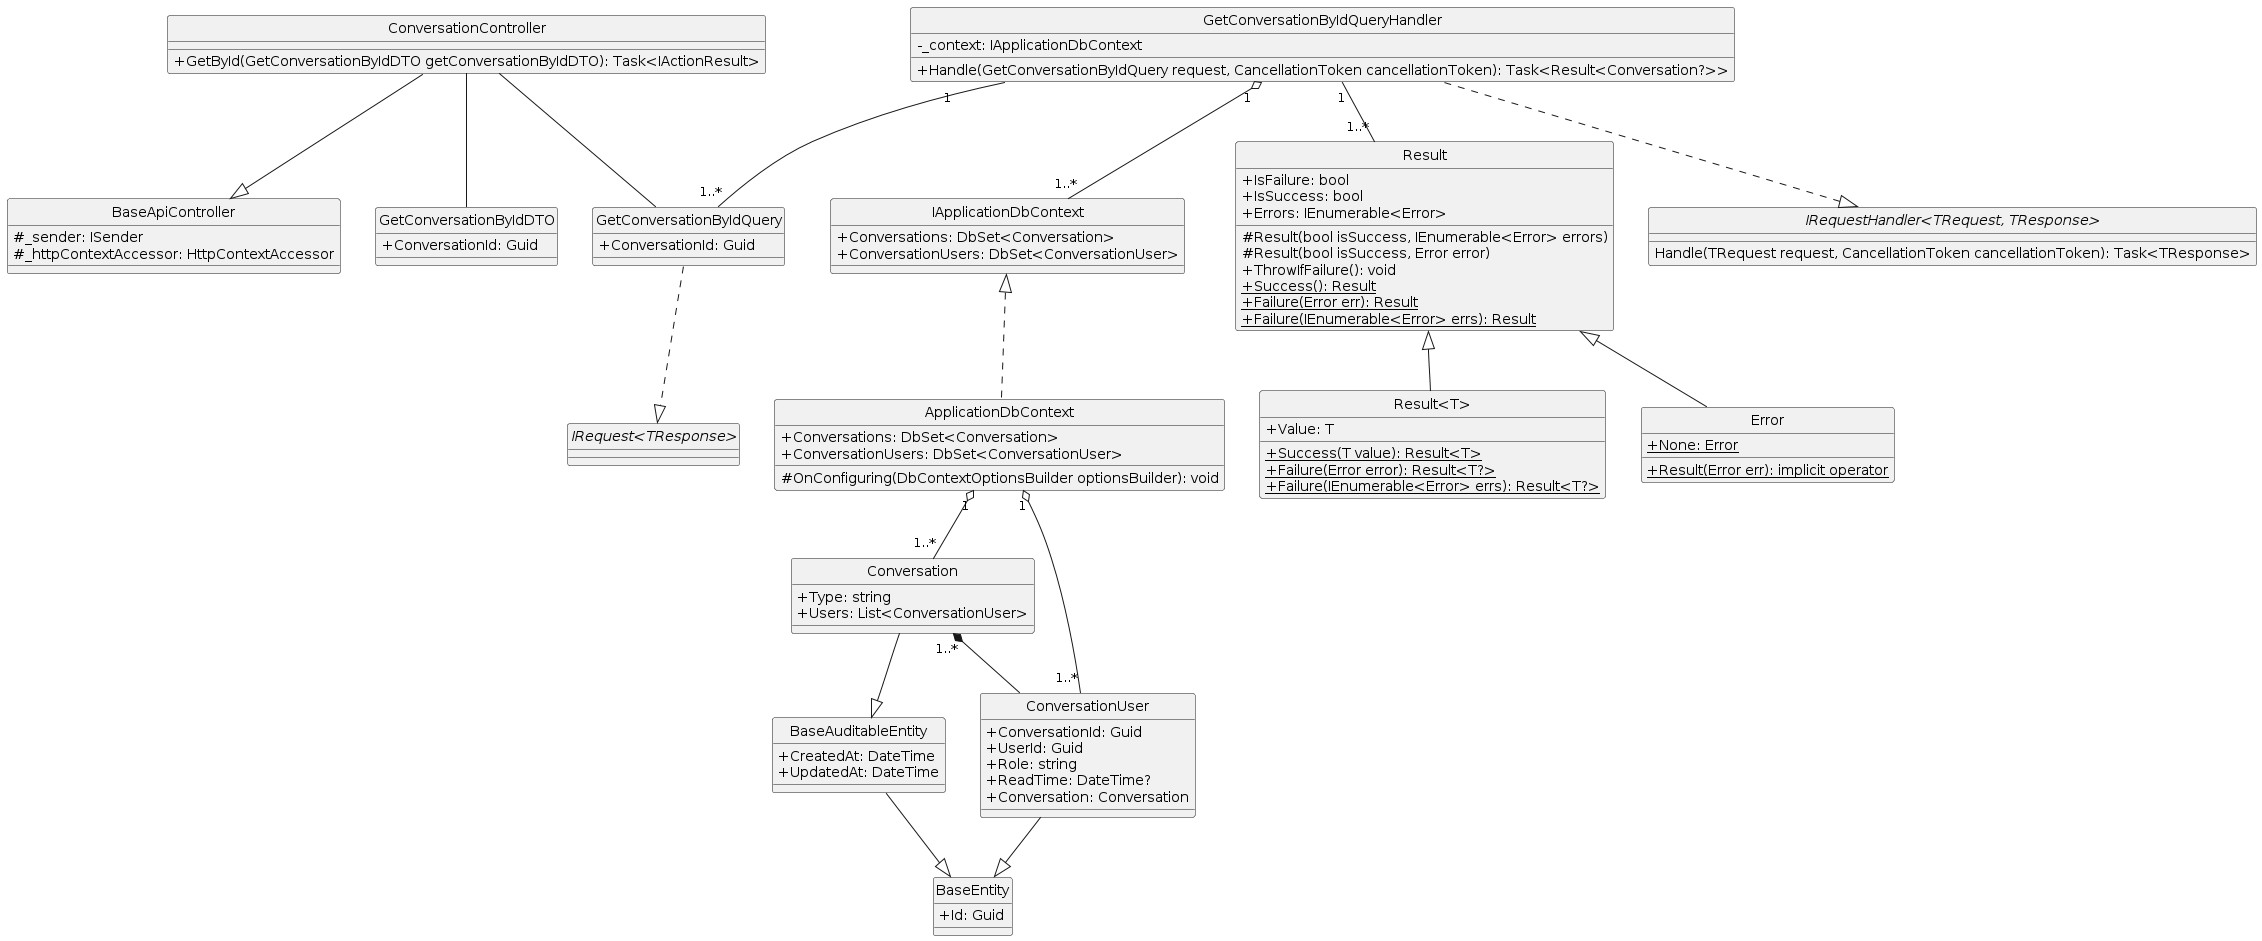 ConversationController
+GetById(GetConversationByIdDTO getConversationByIdDTO): Task<IActionResult>
GetConversationByIdQueryHandler
-_context: IApplicationDbContext
+Handle(GetConversationByIdQuery request, CancellationToken cancellationToken): Task<Result<Conversation?>>
1
1
1
1..*
1..*
1..*
BaseApiController
#_sender: ISender
#_httpContextAccessor: HttpContextAccessor
GetConversationByIdDTO
+ConversationId: Guid
GetConversationByIdQuery
+ConversationId: Guid
IApplicationDbContext
+Conversations: DbSet<Conversation>
+ConversationUsers: DbSet<ConversationUser>
Result
+IsFailure: bool
+IsSuccess: bool
+Errors: IEnumerable<Error>
#Result(bool isSuccess, IEnumerable<Error> errors)
#Result(bool isSuccess, Error error)
+ThrowIfFailure(): void
+Success(): Result
+Failure(Error err): Result
+Failure(IEnumerable<Error> errs): Result
IRequestHandler<TRequest, TResponse>
Handle(TRequest request, CancellationToken cancellationToken): Task<TResponse>
IRequest<TResponse>
ApplicationDbContext
+Conversations: DbSet<Conversation>
+ConversationUsers: DbSet<ConversationUser>
#OnConfiguring(DbContextOptionsBuilder optionsBuilder): void
Result<T>
+Value: T
+Success(T value): Result<T>
+Failure(Error error): Result<T?>
+Failure(IEnumerable<Error> errs): Result<T?>
Error
+None: Error
+Result(Error err): implicit operator
1
1
1..*
Conversation
+Type: string
+Users: List<ConversationUser>
1..*
1..*
BaseAuditableEntity
+CreatedAt: DateTime
+UpdatedAt: DateTime
ConversationUser
+ConversationId: Guid
+UserId: Guid
+Role: string
+ReadTime: DateTime?
+Conversation: Conversation
BaseEntity
+Id: Guid